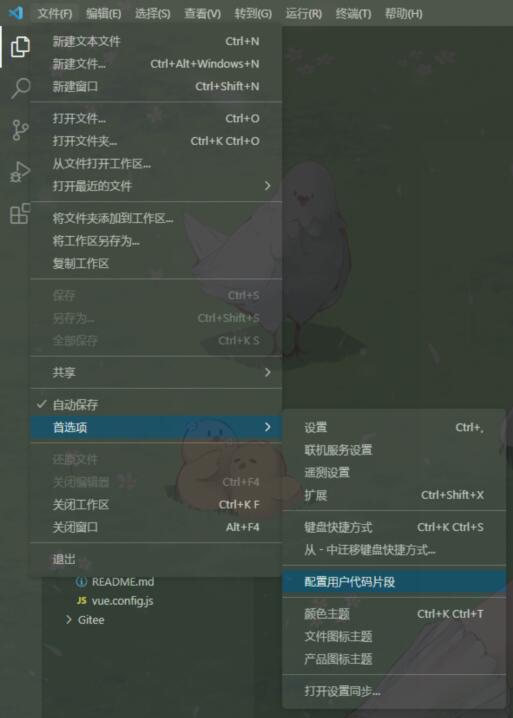 文件(F) 编辑(E) 选择(S) 查看(V) 转到(G) 运行(R) 终端(T) 帮助(H)
新建文本文件 Ctrl+N
新建文件... Ctrl+Alt+Windows+N
新建窗口 Ctrl+Shift+N
打开文件... Ctrl+O
打开文件夹... Ctrl+K Ctrl+O
从文件打开工作区...
打开最近的文件
将文件夹添加到工作区...
将工作区另存为...
复制工作区
保存 Ctrl+S
另存为... Ctrl+Shift+S
全部保存 Ctrl+K S
共享
自动保存
首选项
还原文件
关闭编辑器 Ctrl+F4
关闭工作区 Ctrl+K F
关闭窗口 Alt+F4
退出
设置 Ctrl+,
联机服务设置
遥测设置
扩展 Ctrl+Shift+X
键盘快捷方式 Ctrl+K Ctrl+S
从 - 中迁移键盘快捷方式...
配置用户代码片段
颜色主题 Ctrl+K Ctrl+T
文件图标主题
产品图标主题
打开设置同步...
README.md
JS vue.config.js
Gitee